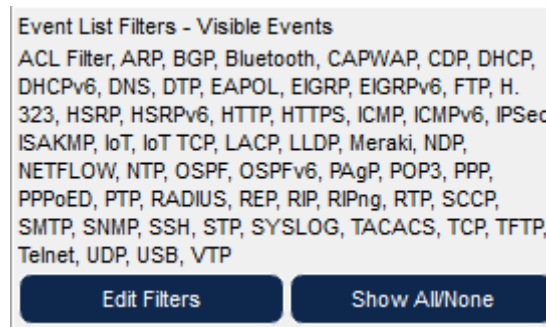 Event List Filters - Visible Events
ACL Filter, ARP, BGP, Bluetooth, CAPWAP, CDP, DHCP,
DHCPv6, DNS, DTP, EAPOL, EIGRP, EIGRPv6, FTP, H.
323, HSRP, HSRPv6, HTTP, HTTPS, ICMP, ICMPv6, IPSec
ISAKMP, IoT, IoT TCP, LACP, LLDP, Meraki, NDP,
NETFLOW, NTP, OSPF, OSPFv6, PAgP, POP3, PPP,
PPPoED, PTP, RADIUS, REP, RIP, RIPng, RTP, SCCP,
SMTP, SNMP, SSH, STP, SYSLOG, TACACS, TCP, TFTP,
Telnet, UDP, USB, VTP
Edit Filters Show All/None